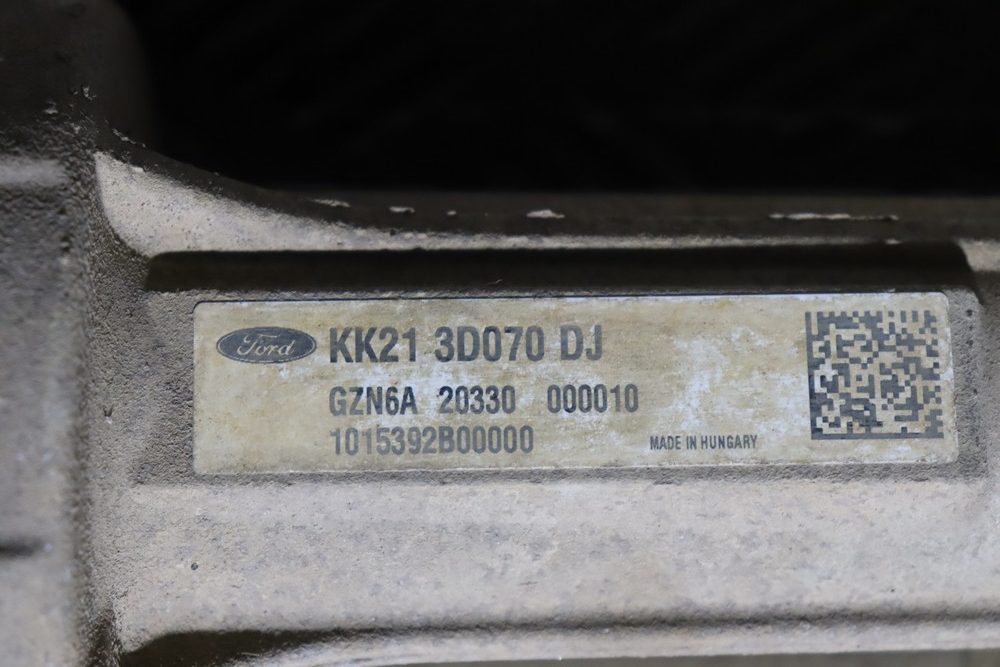 Ford KK21 3D070 DJ
GZN6A 20330 000010
1015392B00000
MADE IN HUNGARY